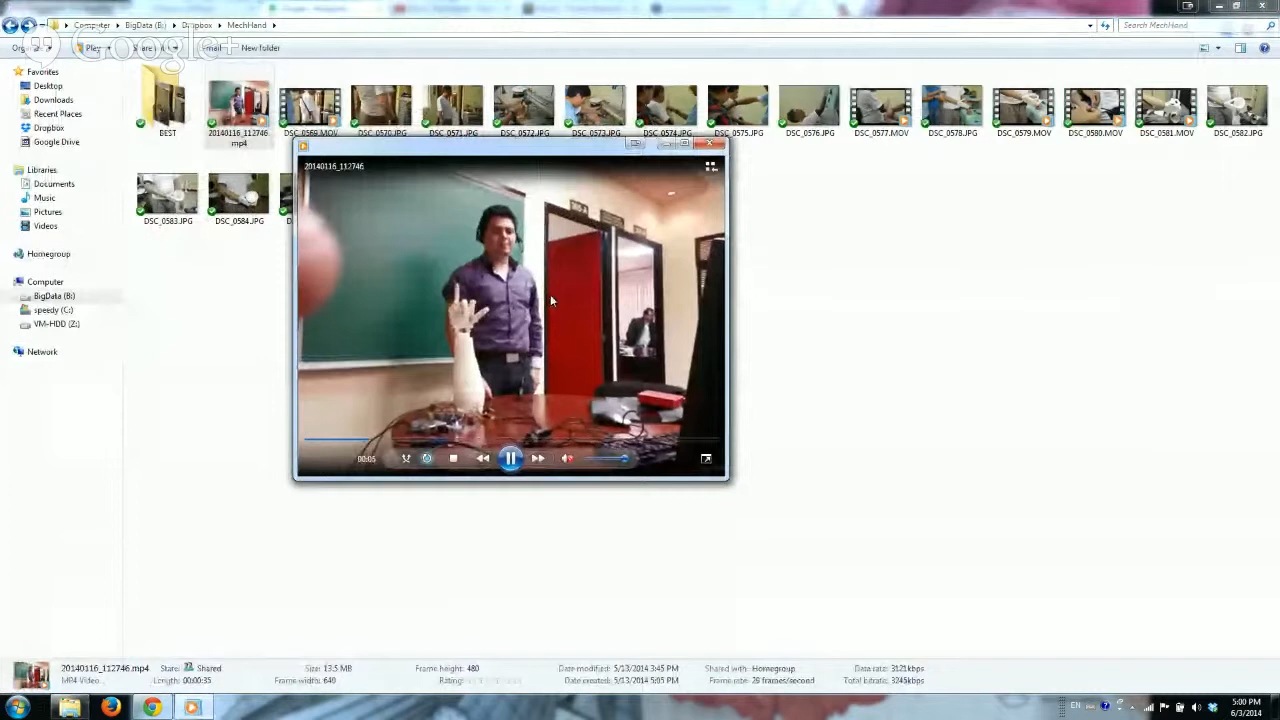 Computer ▸ BigData (B:) ▸ Dropbox ▸ MechHand ▸
Search MechHand
Google+
New folder
Favorites
Desktop
Downloads
Recent Places
Dropbox
Google Drive
Libraries
Documents
Music
Pictures
Videos
Homegroup
Computer
BigData (B:)
speedy (C:)
VM-HDD (Z:)
Network
BEST
20140116_112746.
mp4
DSC_0569.MOV
DSC_0570.JPG
DSC_0571.JPG
DSC_0572.JPG
DSC_0573.JPG
DSC_0574.JPG
DSC_0575.JPG
DSC_0576.JPG
DSC_0577.MOV
DSC_0578.JPG
DSC_0579.MOV
DSC_0580.MOV
DSC_0581.MOV
DSC_0582.JPG
DSC_0583.JPG
DSC_0584.JPG
20140116_112746
00:05
20140116_112746.mp4
MP4 Video...
State: Shared
Length: 00:00:35
Size: 13.5 MB
Frame width: 640
Frame height: 480
Rating:
Date modified: 5/13/2014 3:45 PM
Date created: 5/13/2014 5:05 PM
Shared with: Homegroup
Frame rate: 29 frames/second
Data rate: 3121kbps
Total bitrate: 3245kbps
EN
5:00 PM
6/3/2014